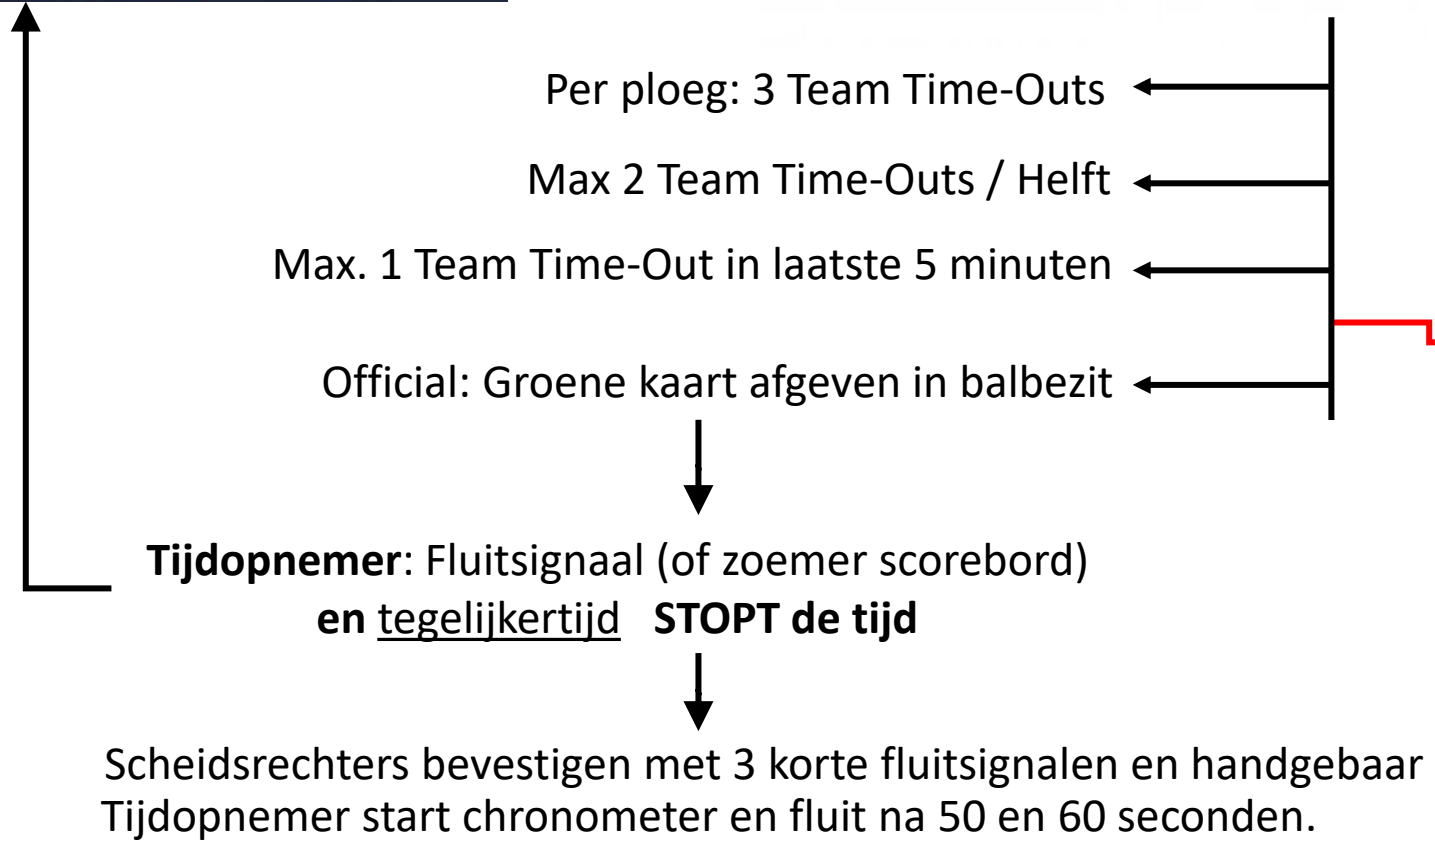 Per ploeg: 3 Team Time-Outs
Max 2 Team Time-Outs / Helft
Max. 1 Team Time-Out in laatste 5 minuten
Official: Groene kaart afgeven in balbezit
Tijdopnemer: Fluitsignaal (of zoemer scorebord)
en tegelijkertijd STOPT de tijd
Scheidsrechters bevestigen met 3 korte fluitsignalen en handgebaar
Tijdopnemer start chronometer en fluit na 50 en 60 seconden.